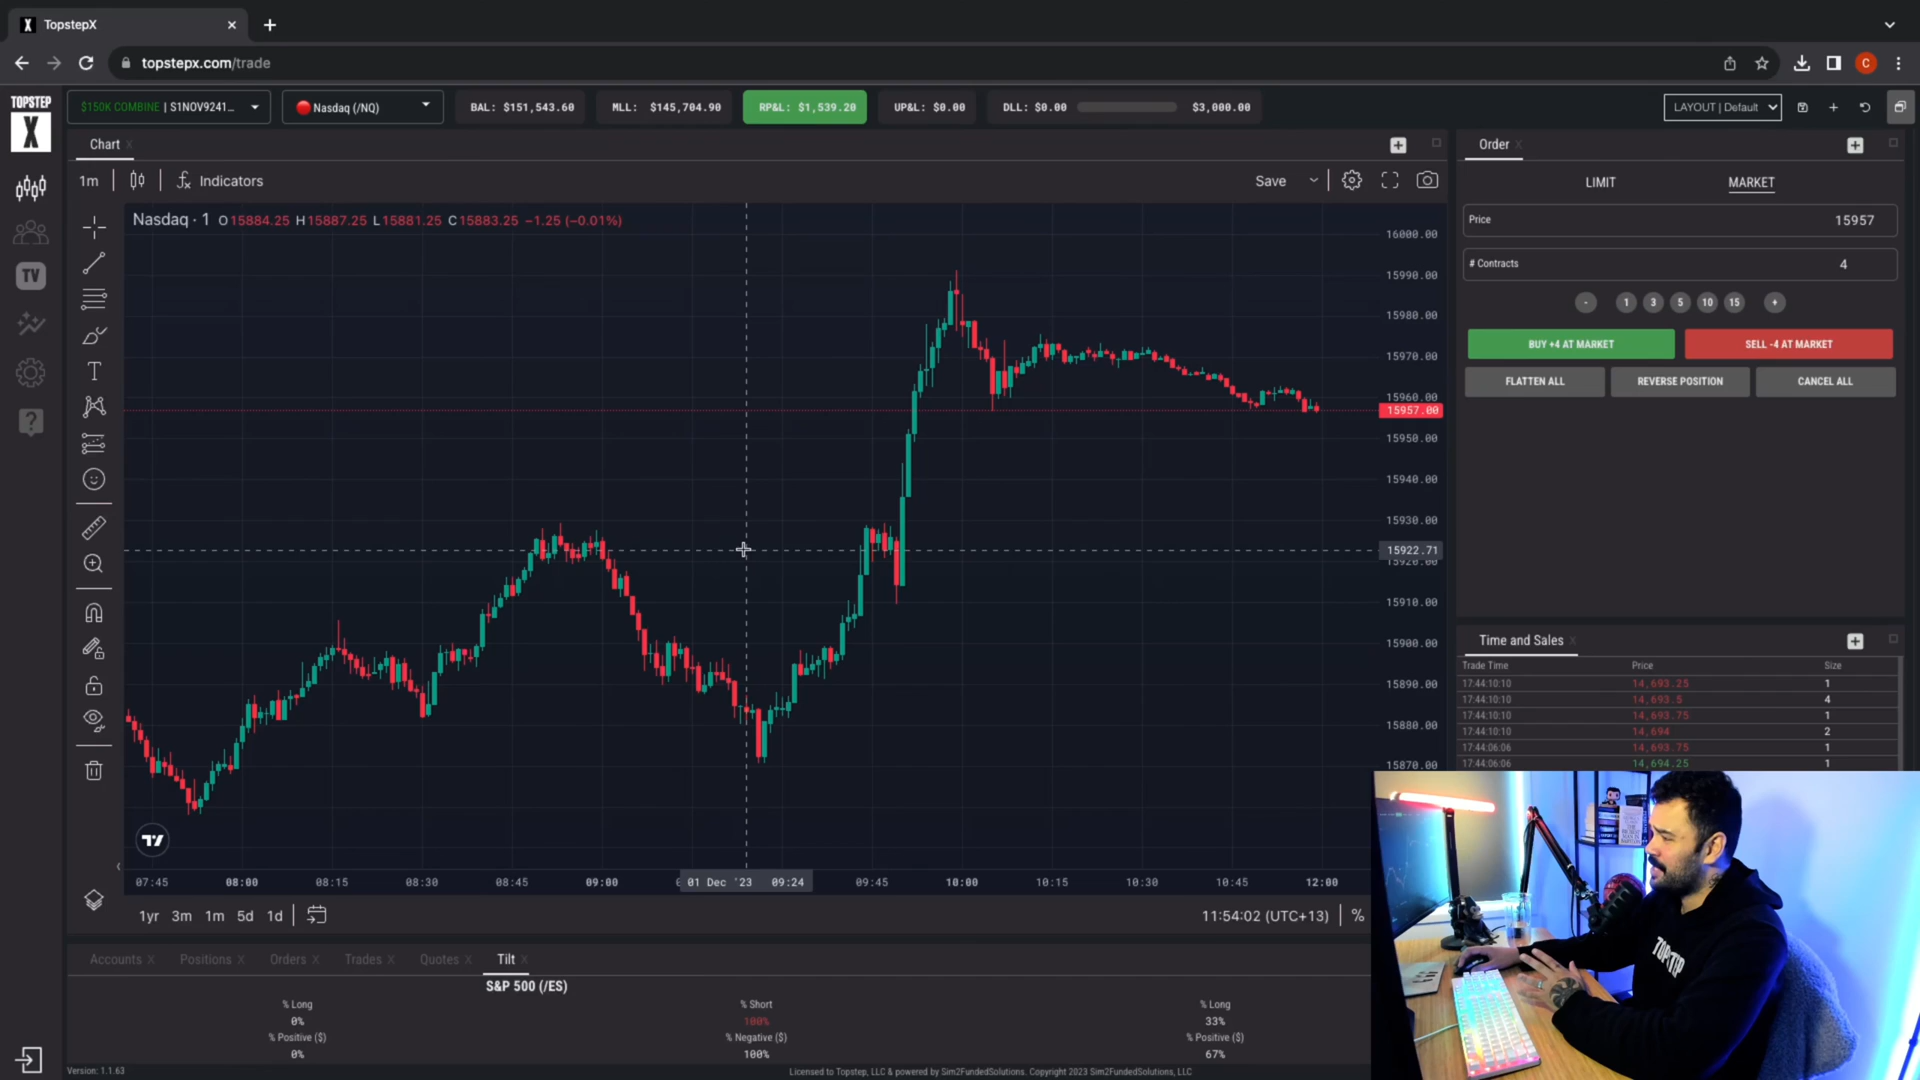 TopstepX
topstepx.com/trade
TOPSTEP
X
$150K COMBINE | S1NOV9241...
Nasdaq (/NQ)
BAL: $151,543.60
MLL: $145,704.90
RP&L: $1,539.20
UP&L: $0.00
DLL: $0.00
$3,000.00
LAYOUT | Default
Chart
Order
1m
Indicators
Save
LIMIT
MARKET
Nasdaq · 1 O15884.25 H15887.25 L15881.25 C15883.25 −1.25 (−0.01%)
Price
15957
# Contracts
4
- 1 3 5 10 15 +
BUY +4 AT MARKET
SELL -4 AT MARKET
FLATTEN ALL
REVERSE POSITION
CANCEL ALL
TV
16000.00
15990.00
15980.00
15970.00
15960.00
15957.00
15950.00
15940.00
15930.00
15922.71
15920.00
15910.00
15900.00
15890.00
15880.00
15870.00
Time and Sales
Trade Time Price Size
17:44:10:10 14,693.25 1
17:44:10:10 14,693.5 4
17:44:10:10 14,693.75 1
17:44:10:10 14,694 2
17:44:06:06 14,693.75 1
17:44:06:06 14,694.25 1
07:45 08:00 08:15 08:30 08:45 09:00 01 Dec '23 09:24 09:45 10:00 10:15 10:30 10:45 12:00
1yr 3m 1m 5d 1d
11:54:02 (UTC+13)
%
Accounts
Positions
Orders
Trades
Quotes
Tilt
S&P 500 (/ES)
% Long
0%
% Positive ($)
0%
% Short
100%
% Negative ($)
100%
% Long
33%
% Positive ($)
67%
TOPSTEP
Version: 1.1.63
Licensed to Topstep, LLC & powered by Sim2FundedSolutions. Copyright 2023 Sim2FundedSolutions, LLC